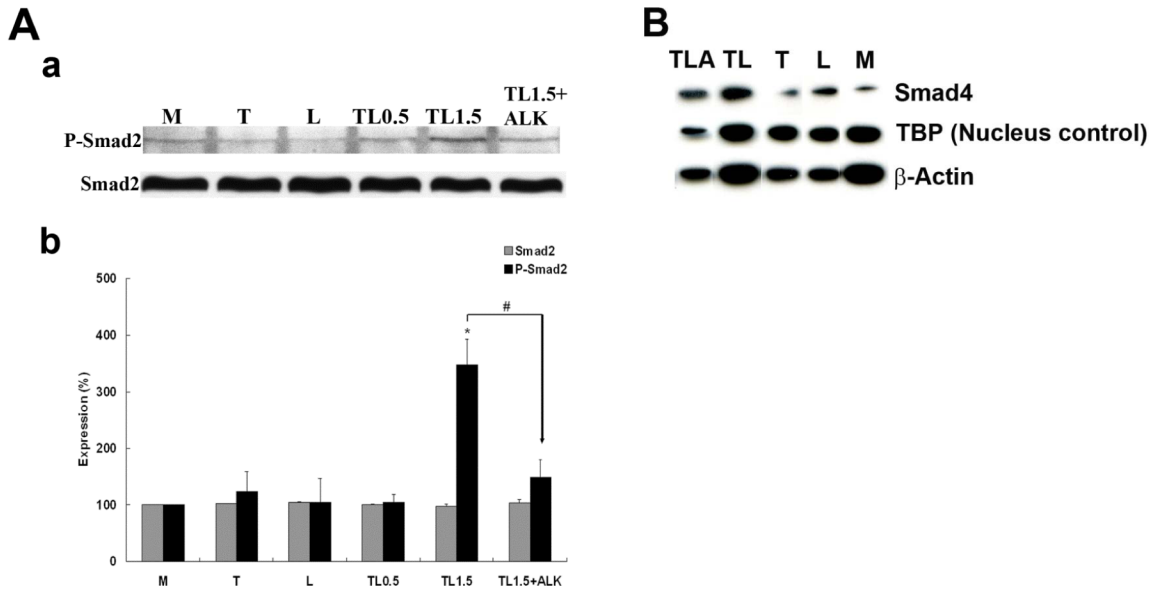 A
a
M T L TL0.5 TL1.5 TL1.5+
ALK
P-Smad2
Smad2
b
Smad2
P-Smad2
500
400
300
200
100
0
Expression (%)
#
*
M T L TL0.5 TL1.5 TL1.5+ALK
B
TLA TL T L M
Smad4
TBP (Nucleus control)
β-Actin